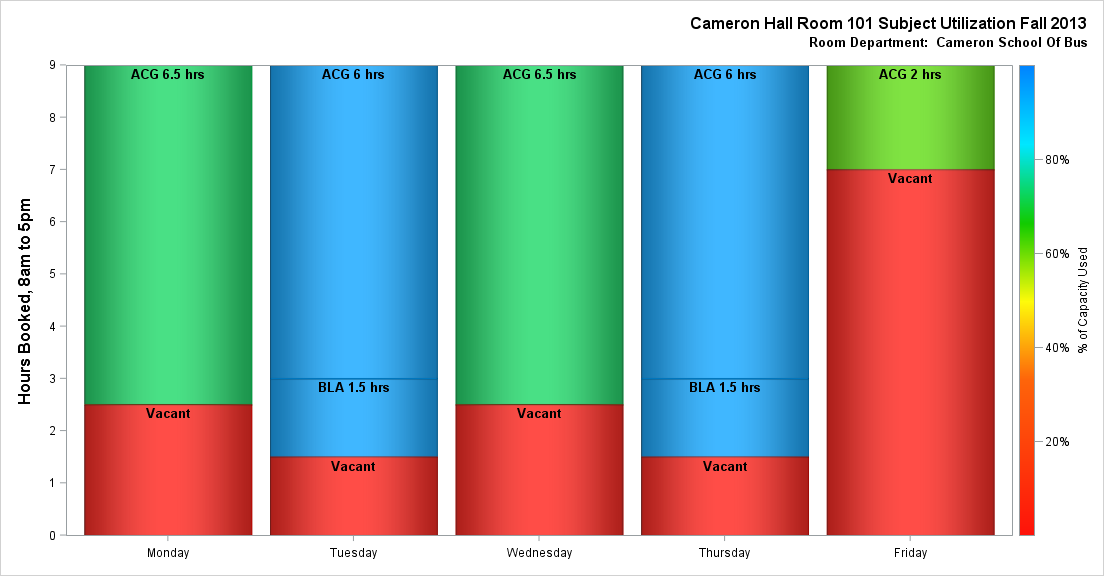 Cameron Hall Room 101 Subject Utilization Fall 2013
Room Department: Cameron School Of Bus
Hours Booked, 8am to 5pm
9
8
7
6
5
4
3
2
1
0
ACG 6.5 hrs
Vacant
ACG 6 hrs
BLA 1.5 hrs
Vacant
ACG 6.5 hrs
Vacant
ACG 6 hrs
BLA 1.5 hrs
Vacant
ACG 2 hrs
Vacant
Monday
Tuesday
Wednesday
Thursday
Friday
80%
60%
40%
20%
% of Capacity Used